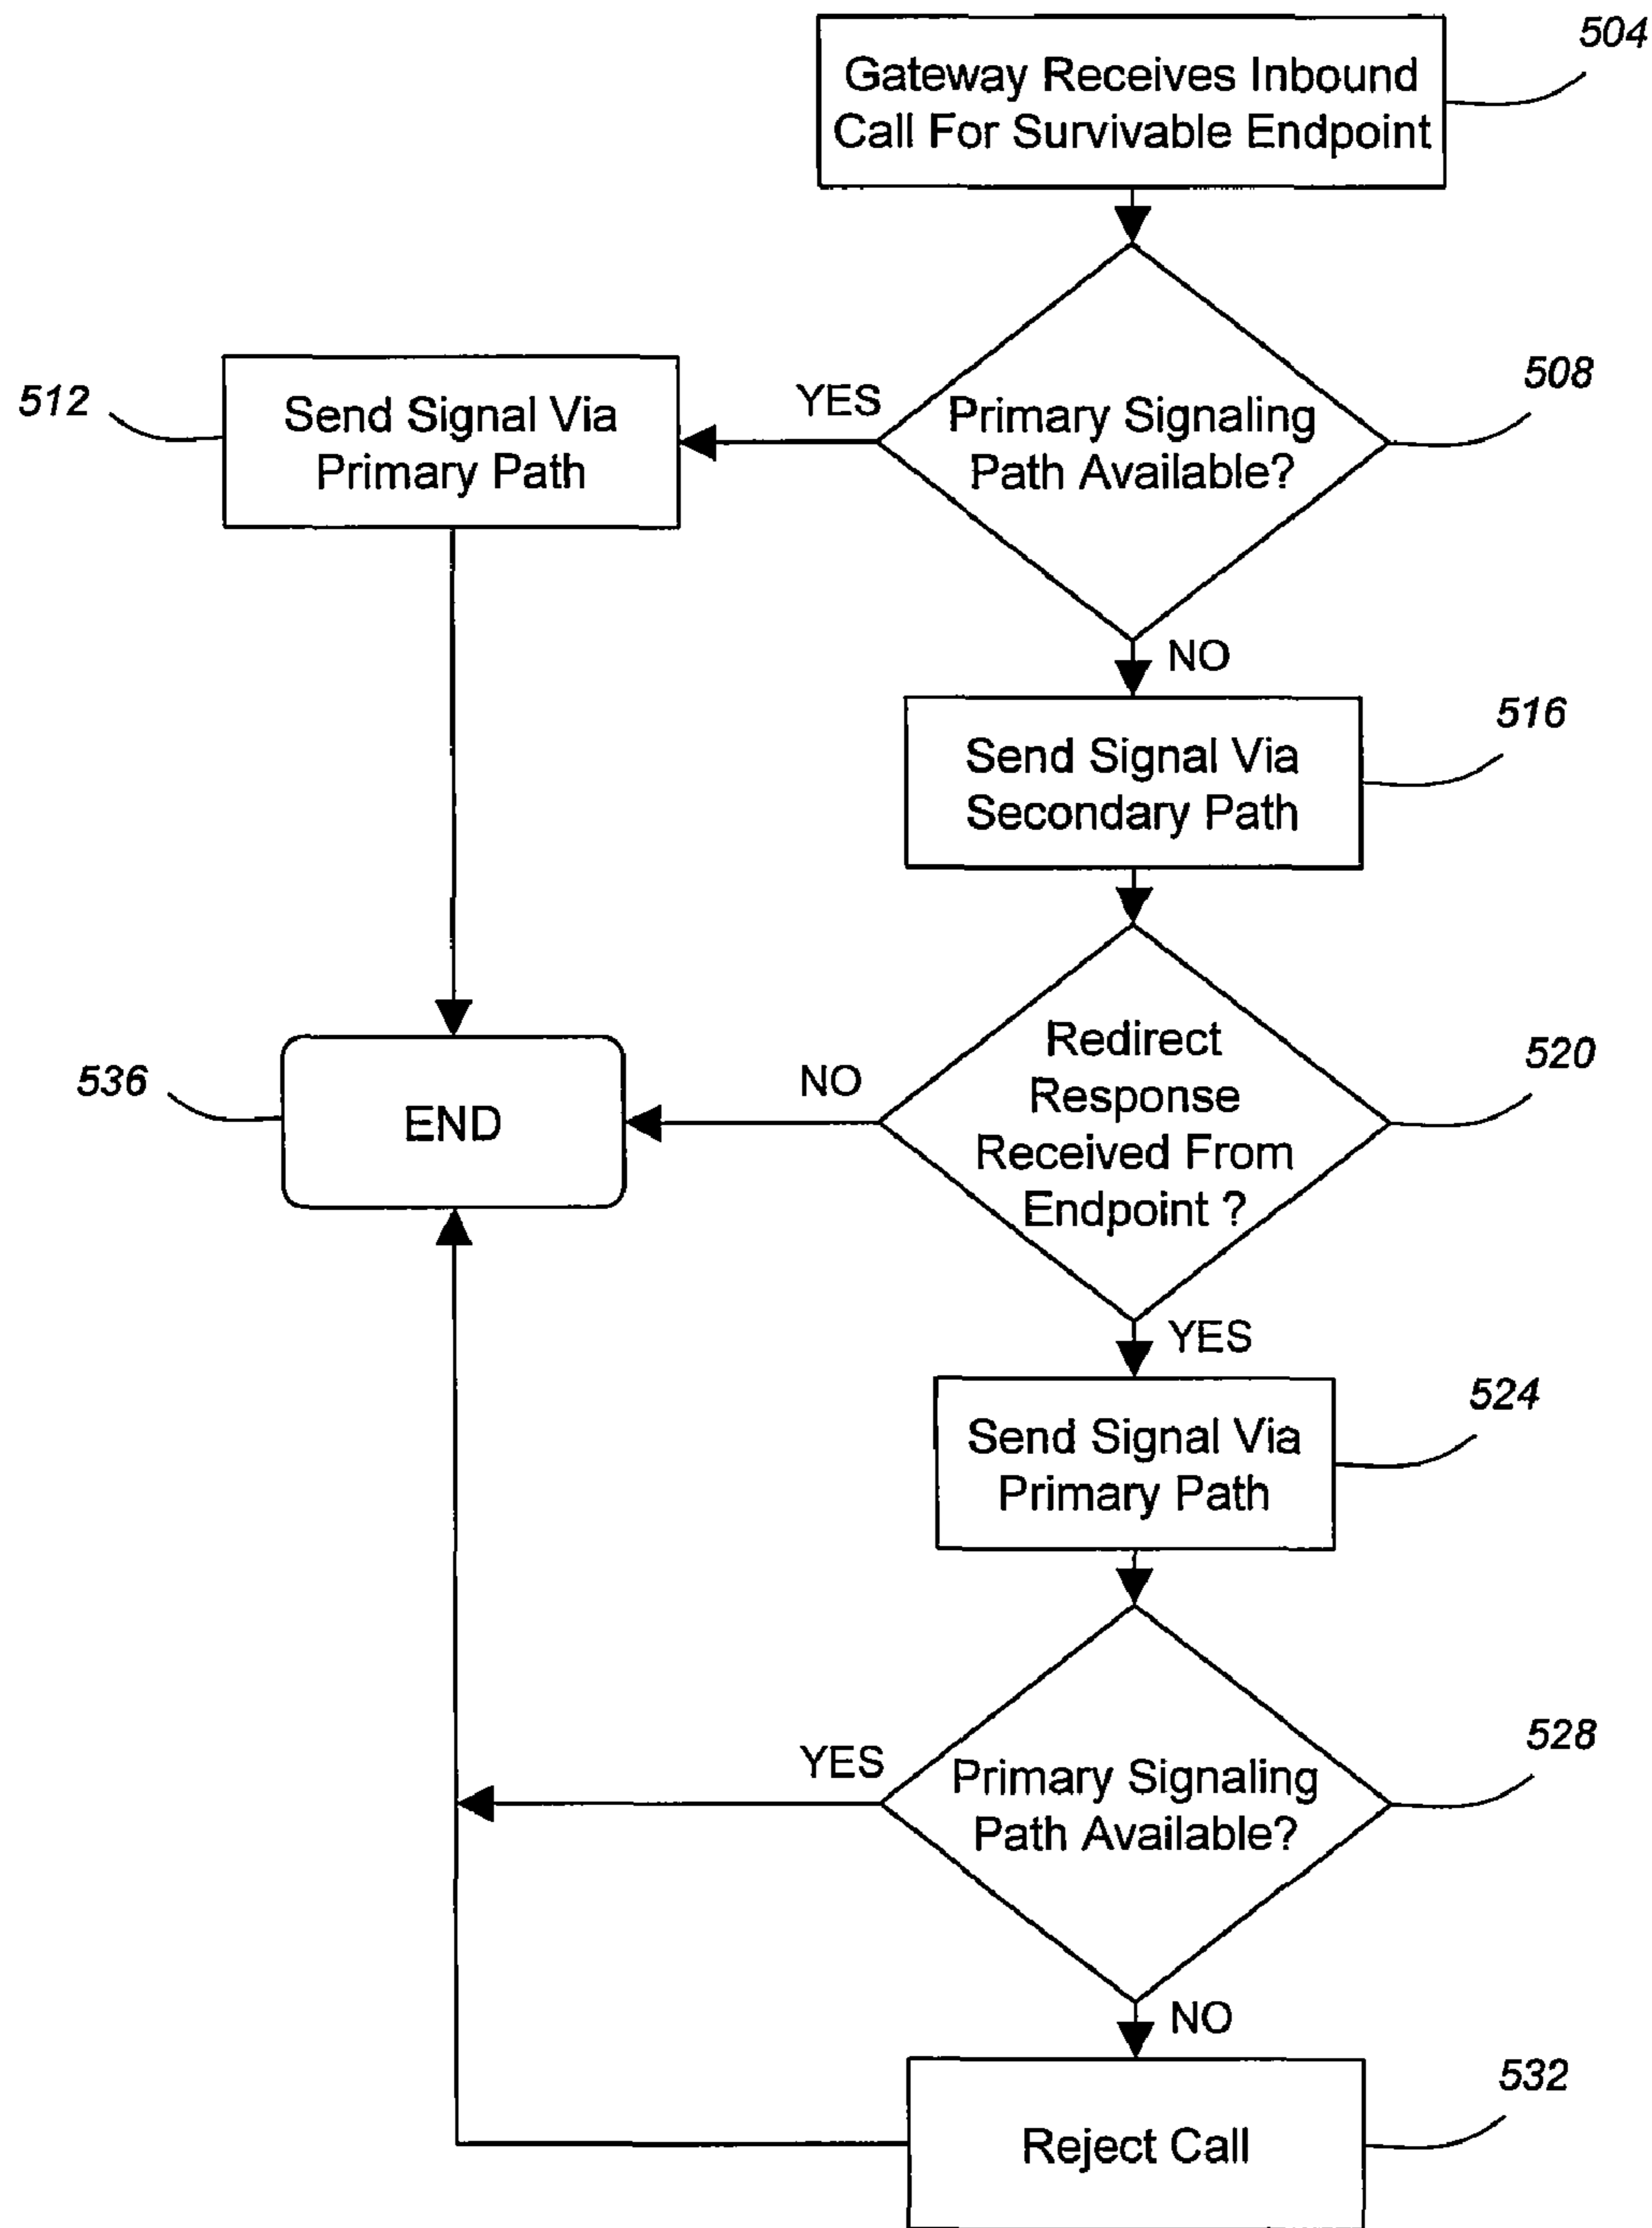 504
Gateway Receives Inbound
Call For Survivable Endpoint
508
Primary Signaling
Path Available?
YES
512
Send Signal Via
Primary Path
NO
516
Send Signal Via
Secondary Path
520
Redirect
Response
Received From
Endpoint ?
NO
536
END
YES
524
Send Signal Via
Primary Path
528
Primary Signaling
Path Available?
YES
NO
532
Reject Call